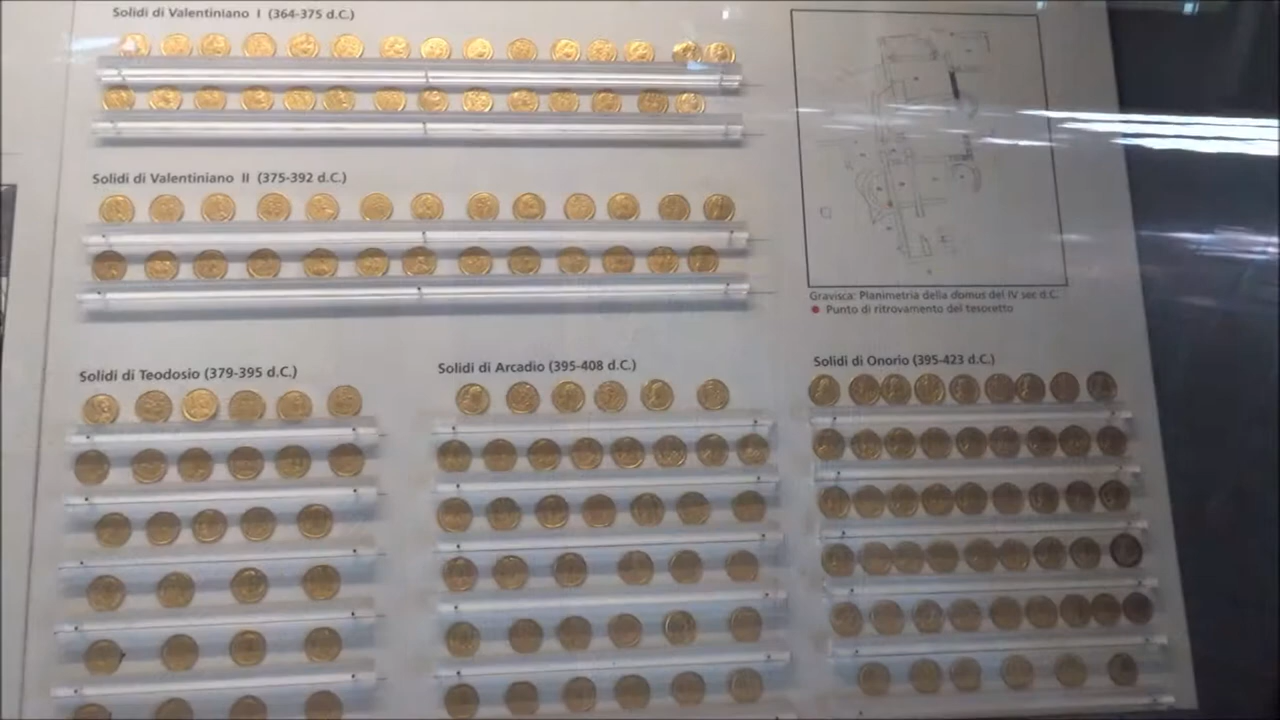 Solidi di Valentiniano I (364-375 d.C.)
Solidi di Valentiniano II (375-392 d.C.)
Gravisca: Planimetria della domus del IV sec d.C.
Punto di ritrovamento del tesoretto
Solidi di Teodosio (379-395 d.C.)
Solidi di Arcadio (395-408 d.C.)
Solidi di Onorio (395-423 d.C.)